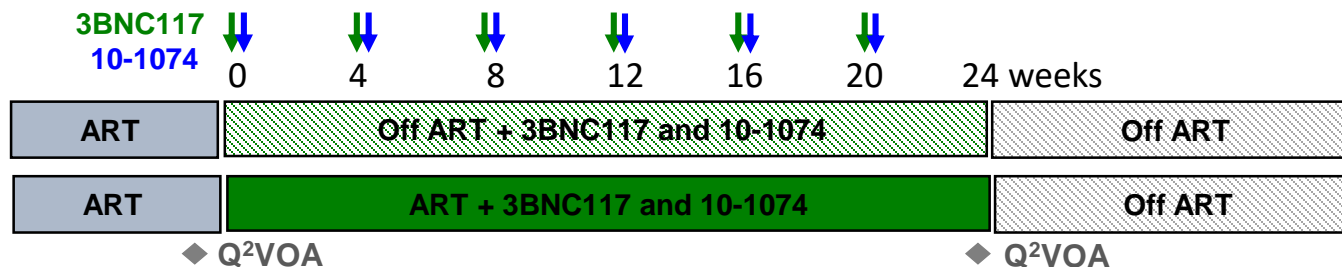 3BNC117
10-1074
0 4 8 12 16 20 24 weeks
ART Off ART + 3BNC117 and 10-1074 Off ART
ART ART + 3BNC117 and 10-1074 Off ART
Q²VOA Q²VOA